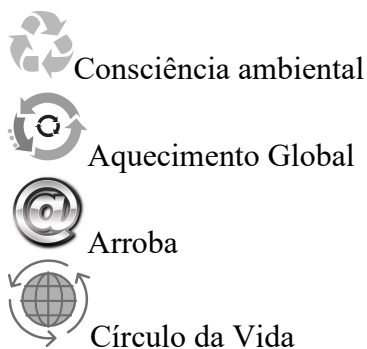 Consciência ambiental
Aquecimento Global
@
Arroba
Círculo da Vida